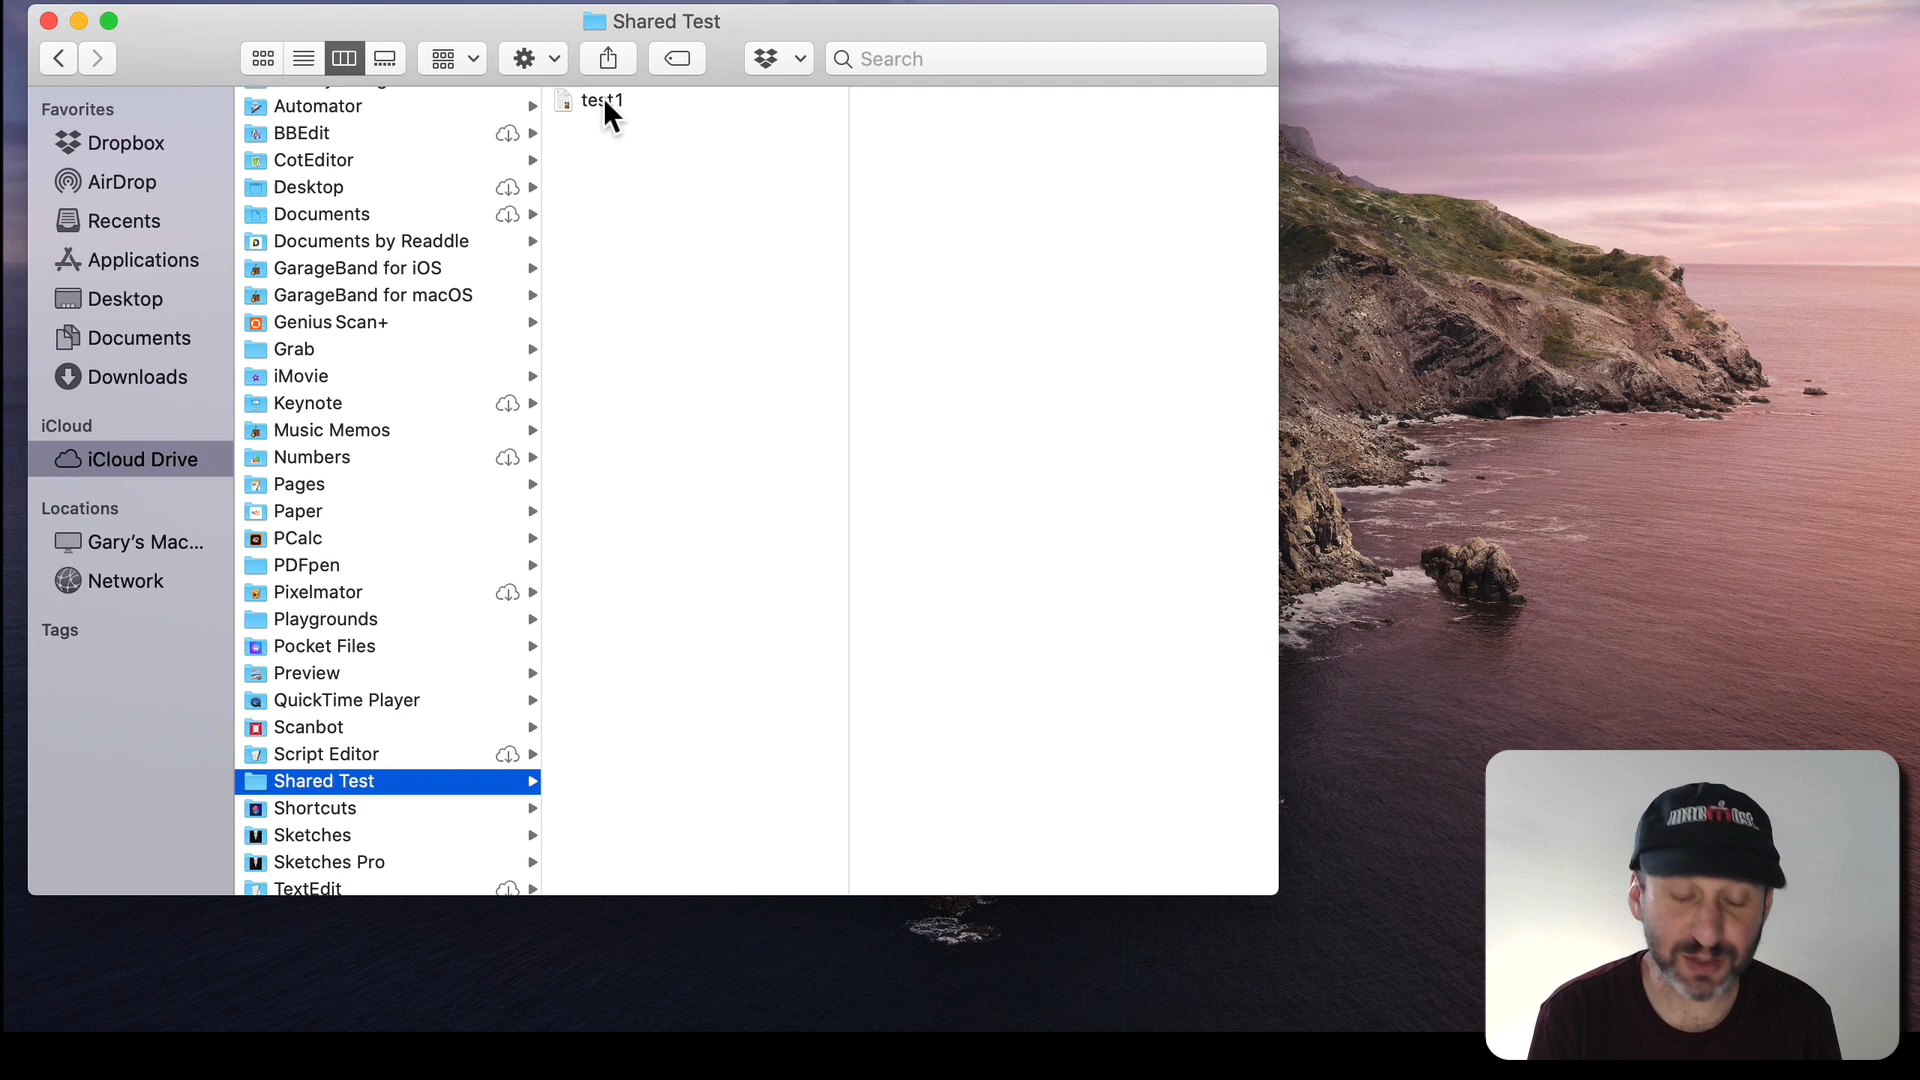 Shared Test
Search
Favorites
Dropbox
AirDrop
Recents
Applications
Desktop
Documents
Downloads
iCloud
iCloud Drive
Locations
Gary's Mac...
Network
Tags
Automator
BBEdit
CotEditor
Desktop
Documents
Documents by Readdle
GarageBand for iOS
GarageBand for macOS
Genius Scan+
Grab
iMovie
Keynote
Music Memos
Numbers
Pages
Paper
PCalc
PDFpen
Pixelmator
Playgrounds
Pocket Files
Preview
QuickTime Player
Scanbot
Script Editor
Shared Test
Shortcuts
Sketches
Sketches Pro
TextEdit
test1